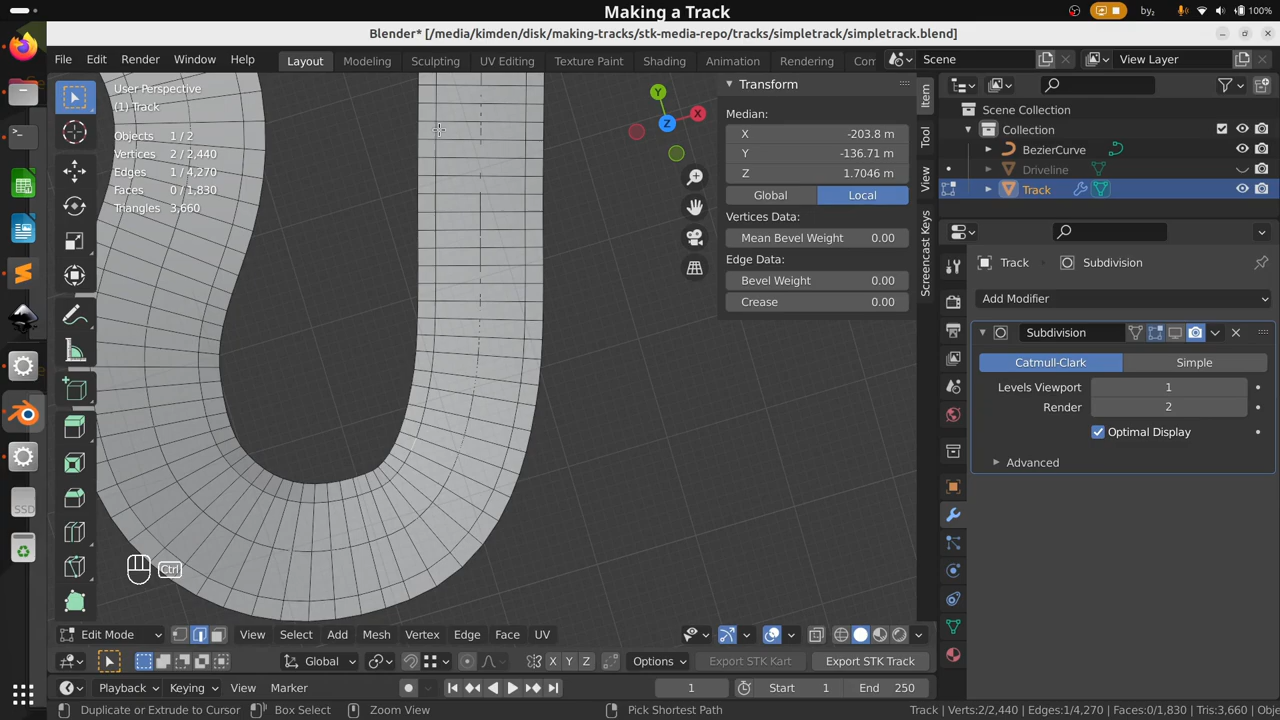 Making a Track
by₂
100%
Blender* [/media/kimden/disk/making-tracks/stk-media-repo/tracks/simpletrack/simpletrack.blend]
File Edit Render Window Help Layout Modeling Sculpting UV Editing Texture Paint Shading Animation Rendering Com Scene View Layer
User Perspective
(1) Track
Objects 1 / 2
Vertices 2 / 2,440
Edges 1 / 4,270
Faces 0 / 1,830
Triangles 3,660
Y
X
Z
Transform
Median:
X -203.8 m
Y -136.71 m
Z 1.7046 m
Global Local
Vertices Data:
Mean Bevel Weight 0.00
Edge Data:
Bevel Weight 0.00
Crease 0.00
Item
Tool
View
Screencast Keys
Scene Collection
Collection
BezierCurve
Driveline
Track
Track Subdivision
Add Modifier
Subdivision
Catmull-Clark Simple
Levels Viewport 1
Render 2
Optimal Display
Advanced
SSD
Ctrl
Edit Mode View Select Add Mesh Vertex Edge Face UV
Global X Y Z Options Export STK Kart Export STK Track
Playback Keying View Marker 1 Start 1 End 250
Duplicate or Extrude to Cursor Box Select Zoom View Pick Shortest Path Track | Verts:2/2,440 | Edges:1/4,270 | Faces:0/1,830 | Tris:3,660 | Obje